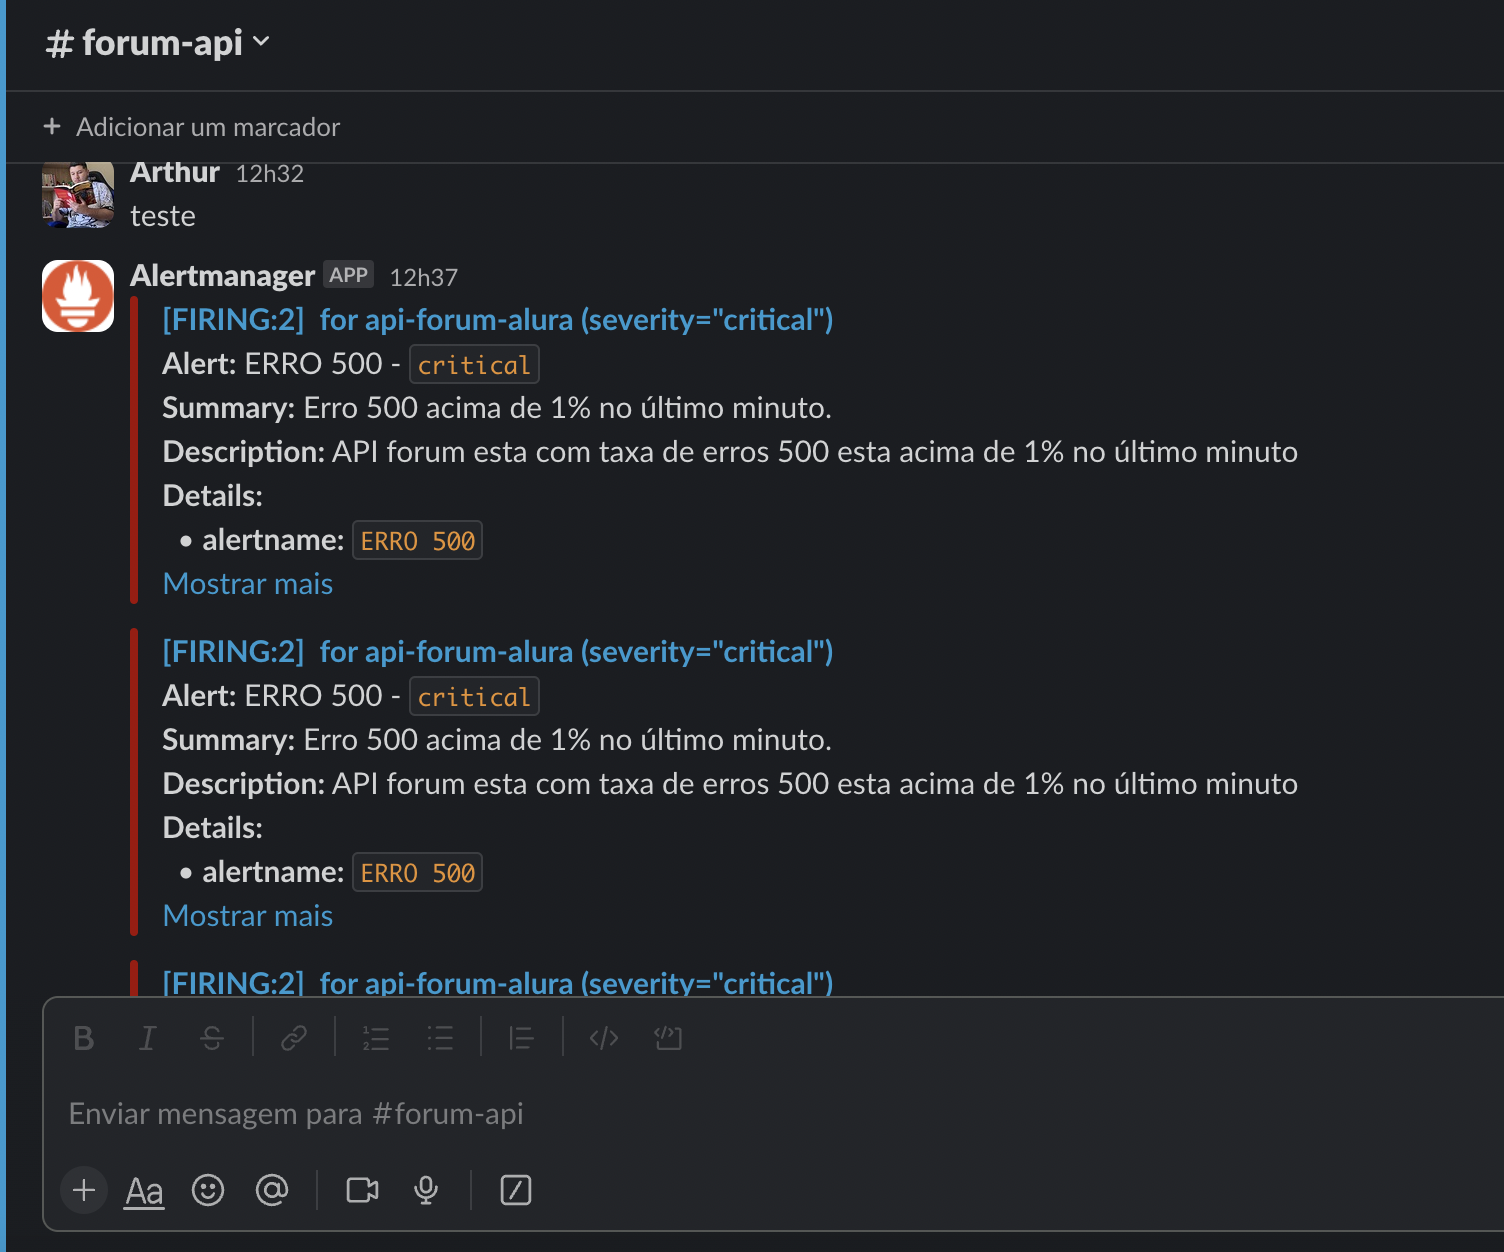 # forum-api
+ Adicionar um marcador
Arthur 12h32
teste
Alertmanager APP 12h37
[FIRING:2] for api-forum-alura (severity="critical")
Alert: ERRO 500 - critical
Summary: Erro 500 acima de 1% no último minuto.
Description: API forum esta com taxa de erros 500 esta acima de 1% no último minuto
Details:
• alertname: ERRO 500
Mostrar mais
[FIRING:2] for api-forum-alura (severity="critical")
Alert: ERRO 500 - critical
Summary: Erro 500 acima de 1% no último minuto.
Description: API forum esta com taxa de erros 500 esta acima de 1% no último minuto
Details:
• alertname: ERRO 500
Mostrar mais
[FIRING:2] for api-forum-alura (severity="critical")
Enviar mensagem para #forum-api
Aa